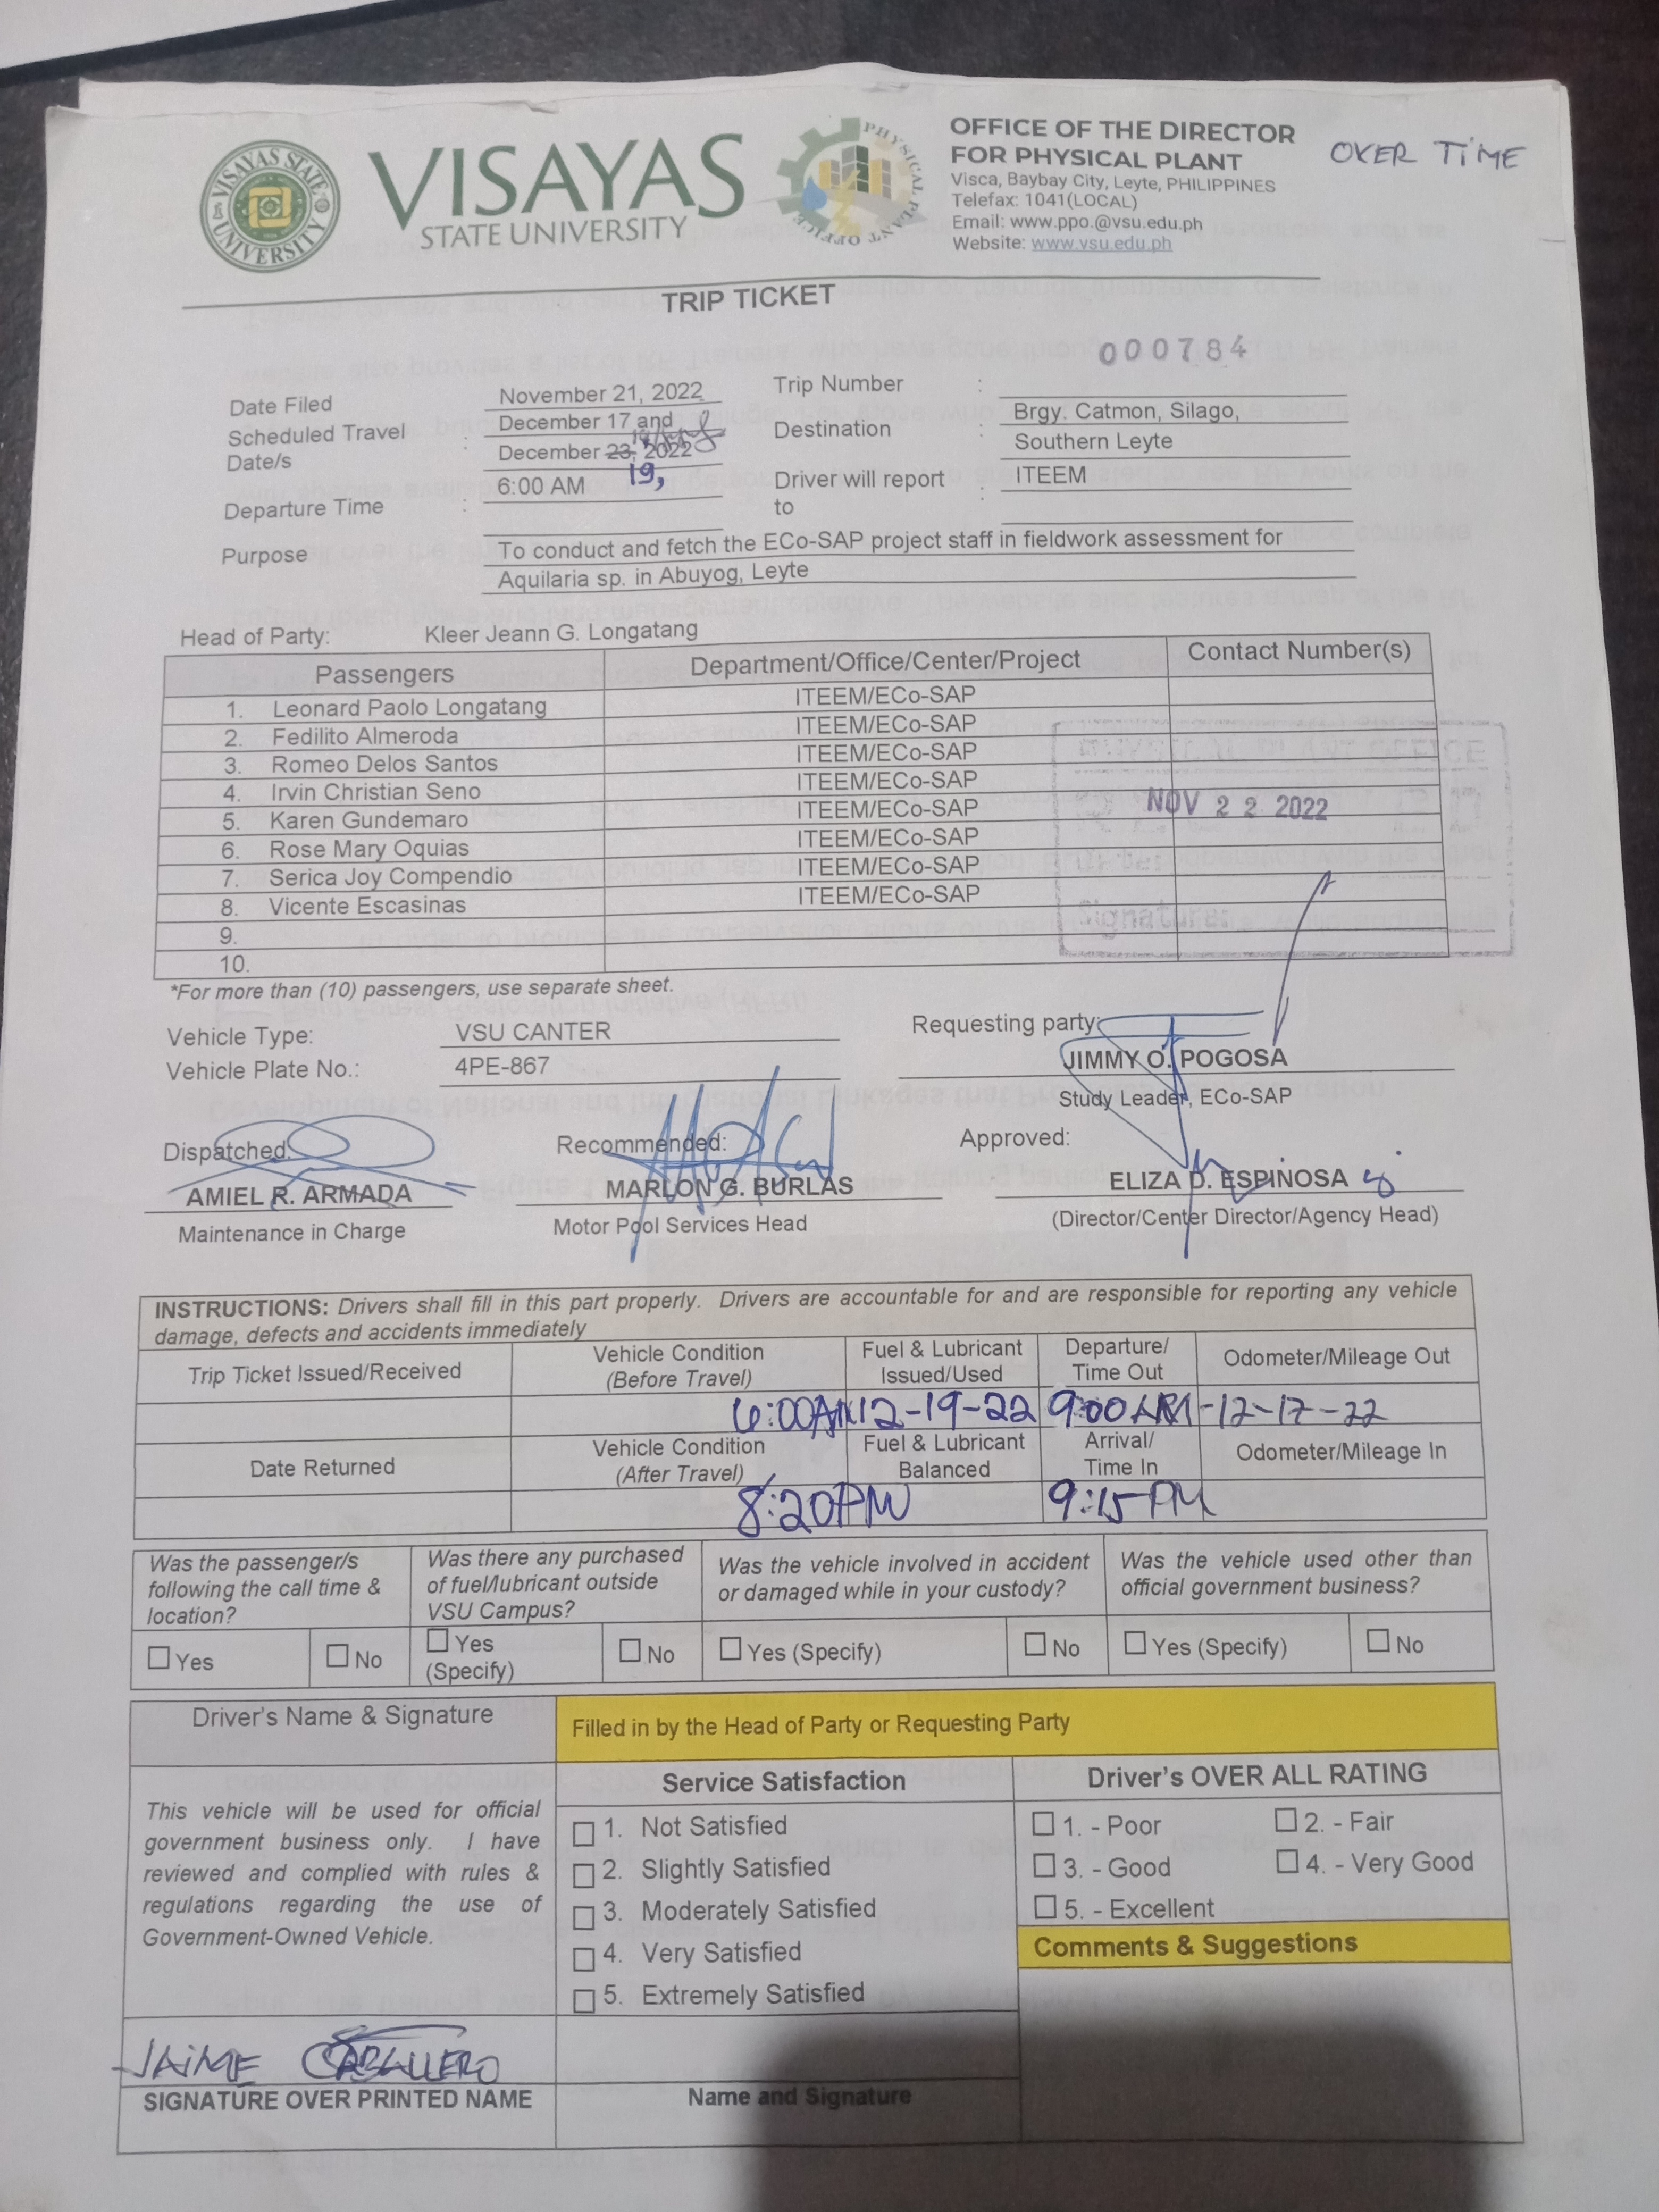 VISAYAS STATE UNIVERSITY
VISAYAS
STATE UNIVERSITY
PHYSICAL PLANT OFFICE
OFFICE OF THE DIRECTOR
FOR PHYSICAL PLANT
Visca, Baybay City, Leyte, PHILIPPINES
Telefax: 1041(LOCAL)
Email: www.ppo.@vsu.edu.ph
Website: www.vsu.edu.ph
OVER TIME
TRIP TICKET
000784
Date Filed November 21, 2022 Trip Number :
Scheduled Travel Date/s : December 17 and December 23, 2022 19,
Destination : Brgy. Catmon, Silago, Southern Leyte
Departure Time : 6:00 AM
Driver will report to : ITEEM
Purpose To conduct and fetch the ECo-SAP project staff in fieldwork assessment for
Aquilaria sp. in Abuyog, Leyte
Head of Party: Kleer Jeann G. Longatang
Passengers Department/Office/Center/Project Contact Number(s)
1. Leonard Paolo Longatang ITEEM/ECo-SAP
2. Fedilito Almeroda ITEEM/ECo-SAP
3. Romeo Delos Santos ITEEM/ECo-SAP
4. Irvin Christian Seno ITEEM/ECo-SAP
5. Karen Gundemaro ITEEM/ECo-SAP
6. Rose Mary Oquias ITEEM/ECo-SAP
7. Serica Joy Compendio ITEEM/ECo-SAP
8. Vicente Escasinas ITEEM/ECo-SAP
9.
10.
NOV 22 2022
Signature:
*For more than (10) passengers, use separate sheet.
Vehicle Type: VSU CANTER
Vehicle Plate No.: 4PE-867
Requesting party:
JIMMY O. POGOSA
Study Leader, ECo-SAP
Dispatched: Recommended: Approved:
AMIEL R. ARMADA MARLON G. BURLAS ELIZA D. ESPINOSA
Maintenance in Charge Motor Pool Services Head (Director/Center Director/Agency Head)
INSTRUCTIONS: Drivers shall fill in this part properly. Drivers are accountable for and are responsible for reporting any vehicle
damage, defects and accidents immediately
Trip Ticket Issued/Received Vehicle Condition (Before Travel) Fuel & Lubricant Issued/Used Departure/ Time Out Odometer/Mileage Out
6:00AM 12-19-22 9:00 AM-12-17-22
Date Returned Vehicle Condition (After Travel) Fuel & Lubricant Balanced Arrival/ Time In Odometer/Mileage In
8:20PM 9:15 PM
Was the passenger/s following the call time & location?
Was there any purchased of fuel/lubricant outside VSU Campus?
Was the vehicle involved in accident or damaged while in your custody?
Was the vehicle used other than official government business?
Yes No Yes (Specify) No Yes (Specify) No Yes (Specify) No
Driver's Name & Signature Filled in by the Head of Party or Requesting Party
This vehicle will be used for official
government business only. I have
reviewed and complied with rules &
regulations regarding the use of
Government-Owned Vehicle.
Service Satisfaction
1. Not Satisfied
2. Slightly Satisfied
3. Moderately Satisfied
4. Very Satisfied
5. Extremely Satisfied
Driver's OVER ALL RATING
1. - Poor 2. - Fair
3. - Good 4. - Very Good
5. - Excellent
Comments & Suggestions
JAIME CABALLERO
SIGNATURE OVER PRINTED NAME Name and Signature